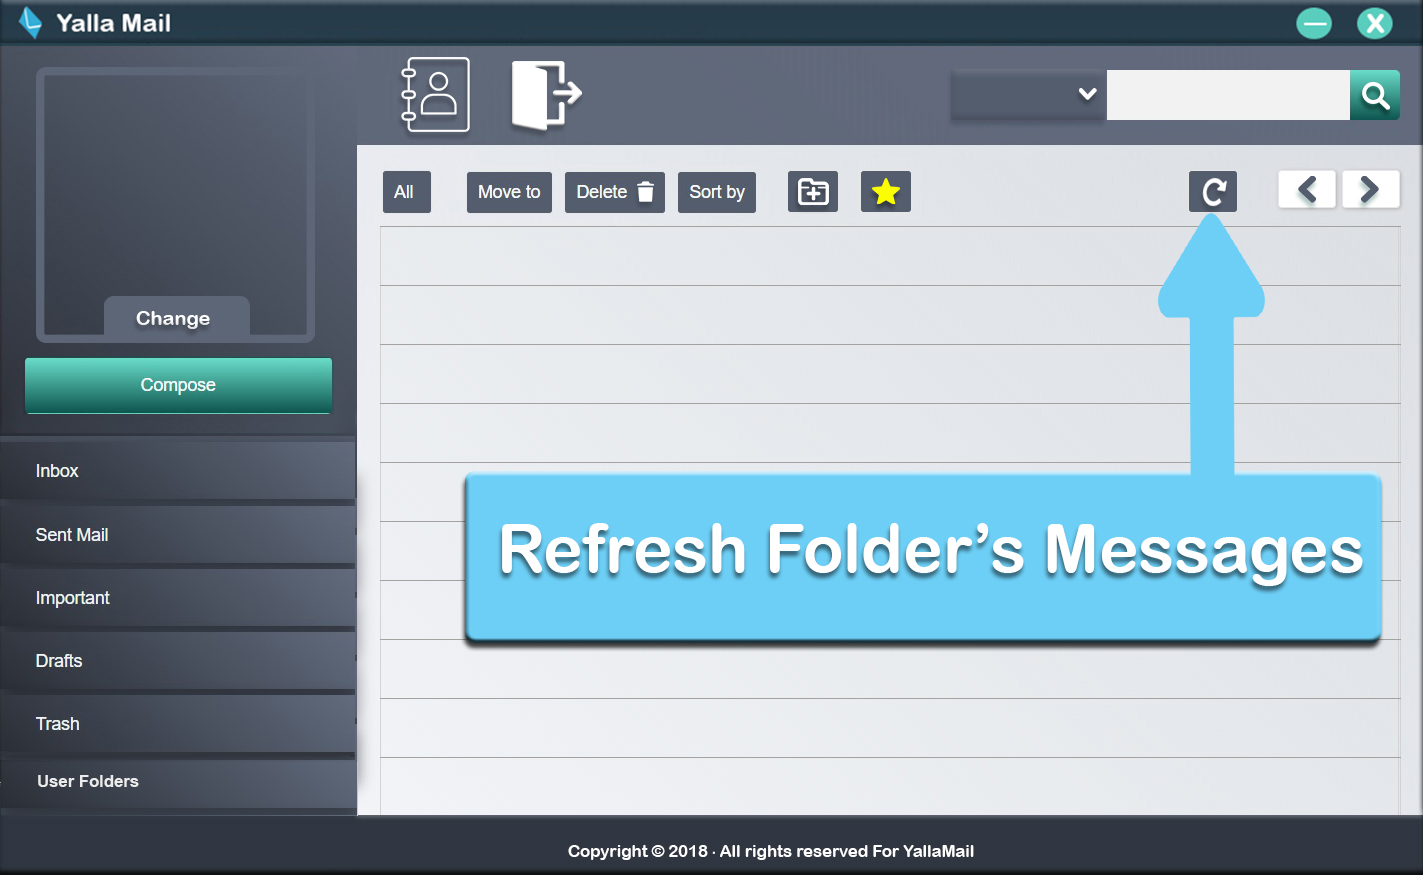 Yalla Mail
All
Move to
Delete
Sort by
Change
Compose
Inbox
Sent Mail
Important
Drafts
Trash
User Folders
Refresh Folder’s Messages
Copyright © 2018 · All rights reserved For YallaMail